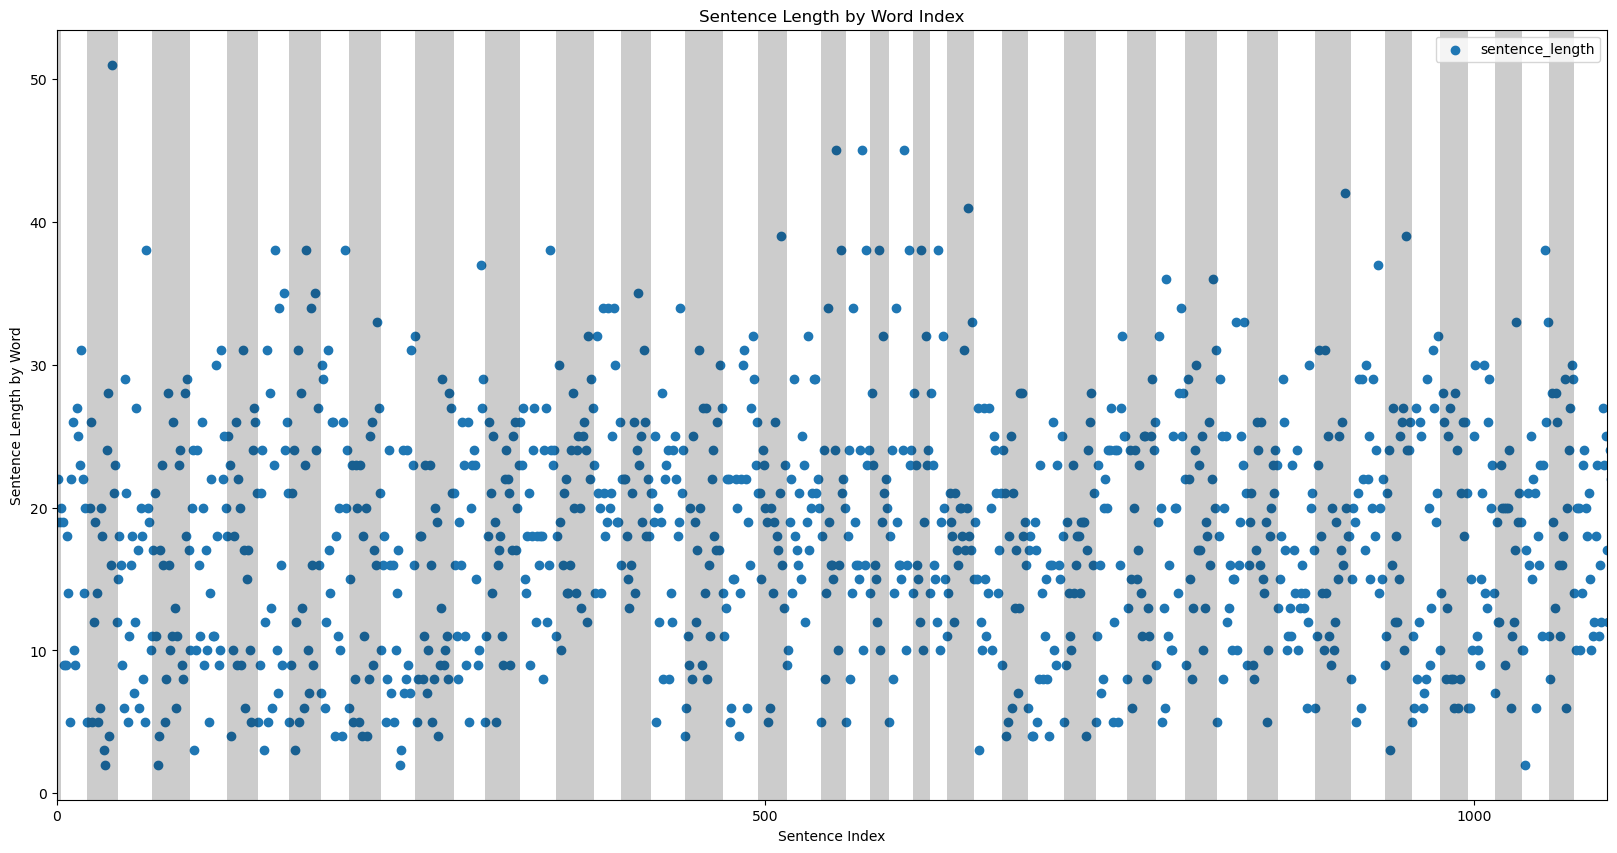 Sentence Length by Word Index
sentence_length
50
40
30
20
10
0
Sentence Length by Word
0
500
1000
Sentence Index